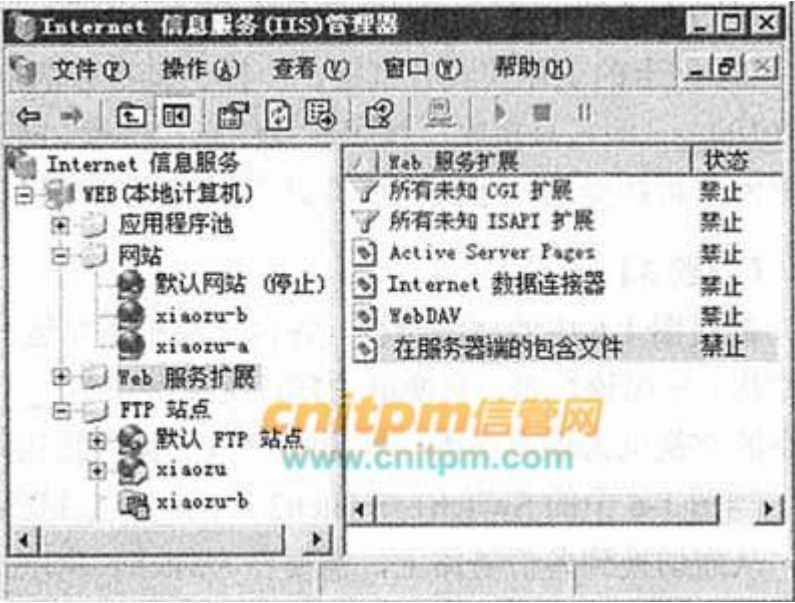 Internet 信息服务(IIS)管理器
文件(F) 操作(A) 查看(V) 窗口(W) 帮助(H)
Internet 信息服务
WEB(本地计算机)
应用程序池
网站
默认网站 (停止)
xiaozu-b
xiaozu-a
Web 服务扩展
FTP 站点
默认 FTP 站点
xiaozu
xiaozu-b
Web 服务扩展 状态
所有未知 CGI 扩展 禁止
所有未知 ISAPI 扩展 禁止
Active Server Pages 禁止
Internet 数据连接器 禁止
WebDAV 禁止
在服务器端的包含文件 禁止
cnitpm信管网
www.cnitpm.com